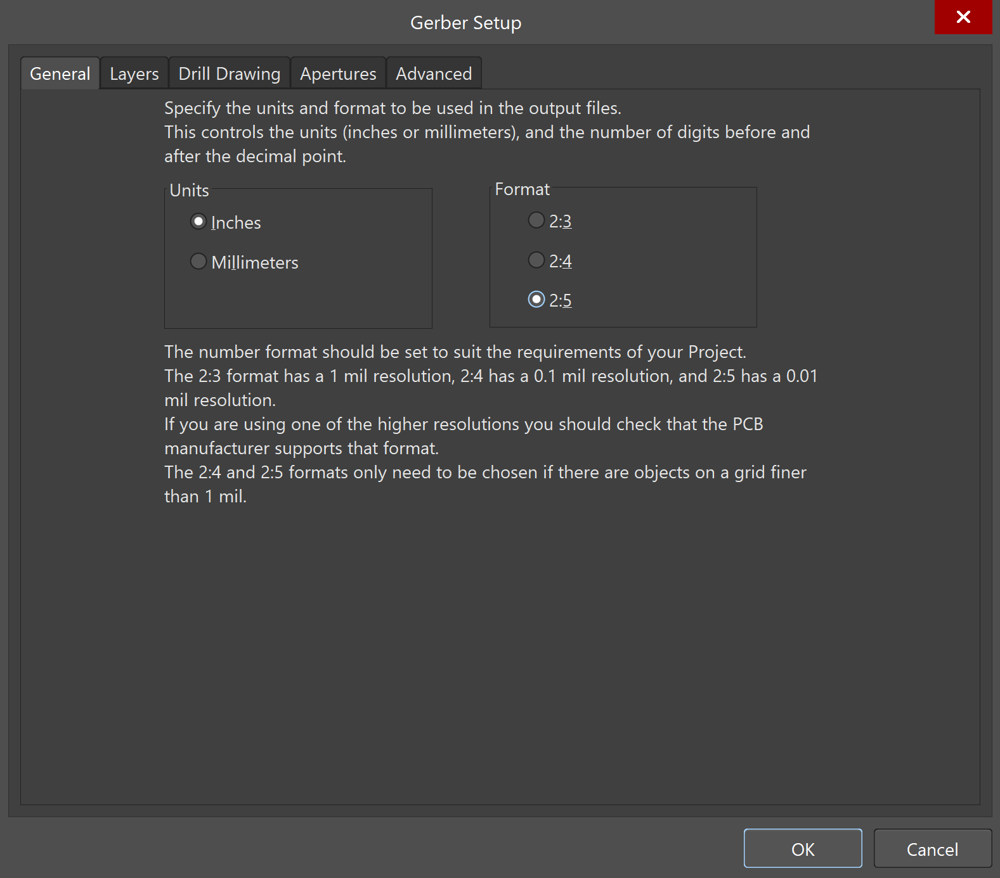 Gerber Setup
General
Layers
Drill Drawing
Apertures
Advanced
Specify the units and format to be used in the output files.
This controls the units (inches or millimeters), and the number of digits before and
after the decimal point.
Units
Inches
Millimeters
Format
2:3
2:4
2:5
The number format should be set to suit the requirements of your Project.
The 2:3 format has a 1 mil resolution, 2:4 has a 0.1 mil resolution, and 2:5 has a 0.01
mil resolution.
If you are using one of the higher resolutions you should check that the PCB
manufacturer supports that format.
The 2:4 and 2:5 formats only need to be chosen if there are objects on a grid finer
than 1 mil.
OK
Cancel